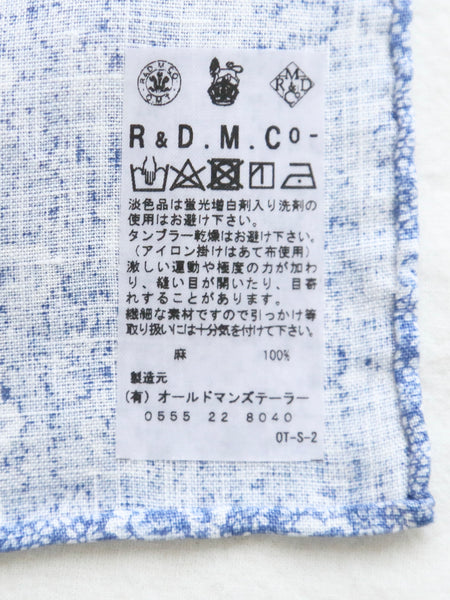 R&D.M.CO
O.M.T
R M D Co
R & D . M . Co-
淡色品は蛍光増白剤入り洗剤の
使用はお避け下さい。
タンブラー乾燥はお避け下さい。
(アイロン掛けはあて布使用)
激しい運動や極度の力が加わ
り、縫い目が開いたり、目寄
れすることがあります。
繊細な素材ですので引っかけ等
取り扱いには十分気を付けて下さい。
麻 100%
製造元
(有) オールドマンズテーラー
0555 22 8040
OT-S-2